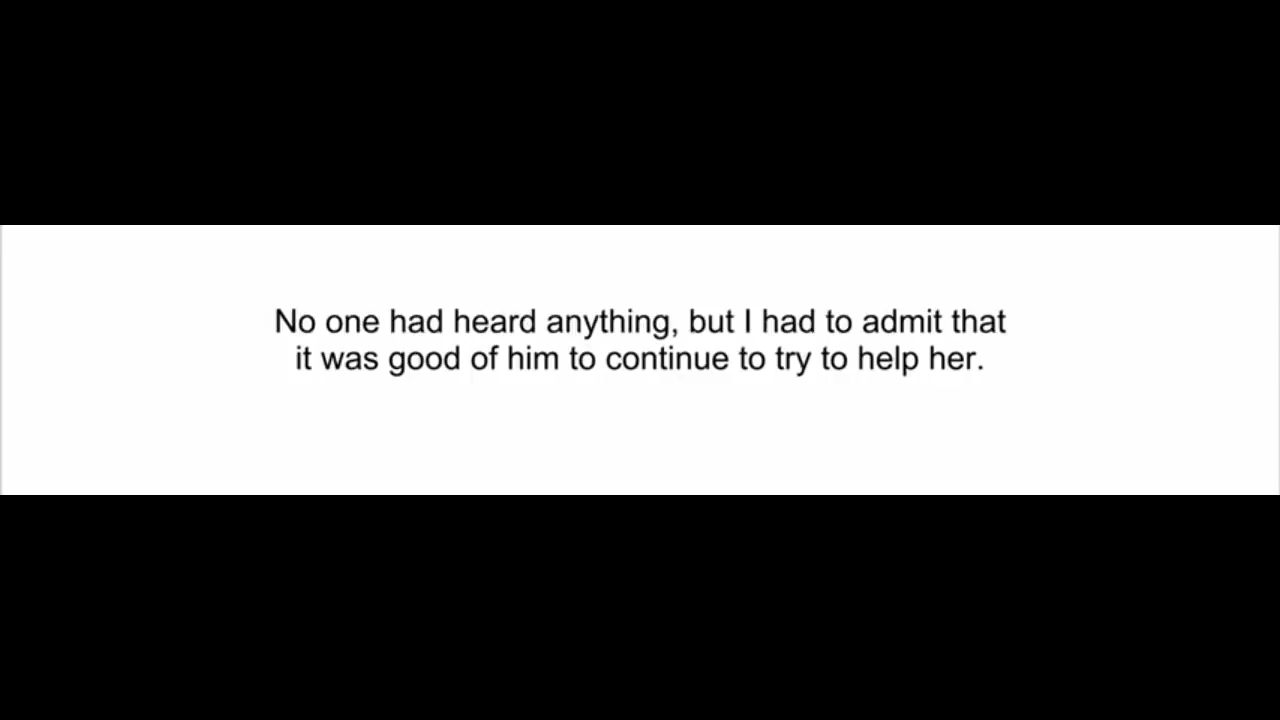 No one had heard anything, but I had to admit that
it was good of him to continue to try to help her.